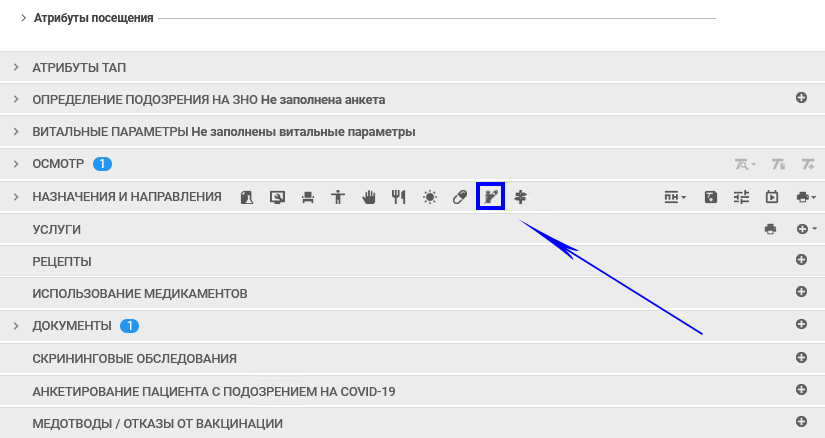 Атрибуты посещения
АТРИБУТЫ ТАП
ОПРЕДЕЛЕНИЕ ПОДОЗРЕНИЯ НА ЗНО Не заполнена анкета
ВИТАЛЬНЫЕ ПАРАМЕТРЫ Не заполнены витальные параметры
ОСМОТР 1
НАЗНАЧЕНИЯ И НАПРАВЛЕНИЯ ПН
УСЛУГИ
РЕЦЕПТЫ
ИСПОЛЬЗОВАНИЕ МЕДИКАМЕНТОВ
ДОКУМЕНТЫ 1
СКРИНИНГОВЫЕ ОБСЛЕДОВАНИЯ
АНКЕТИРОВАНИЕ ПАЦИЕНТА С ПОДОЗРЕНИЕМ НА COVID-19
МЕДОТВОДЫ / ОТКАЗЫ ОТ ВАКЦИНАЦИИ